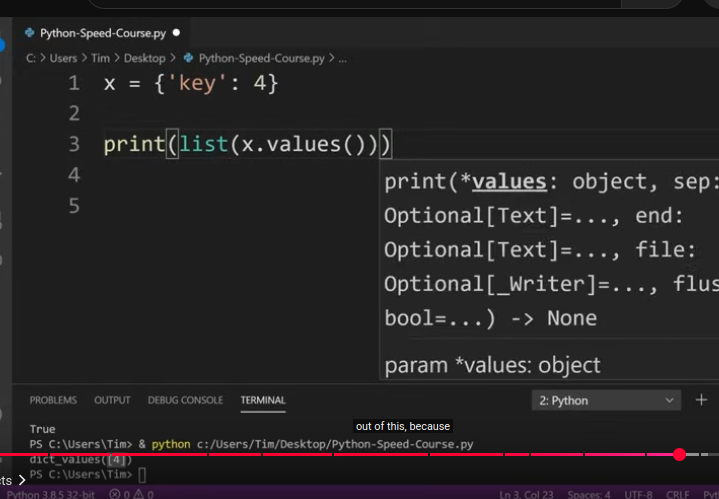 Python-Speed-Course.py
C: > Users > Tim > Desktop > Python-Speed-Course.py > ...
1 x = {'key': 4}
2
3 print(list(x.values()))
4
5
print(*values: object, sep:
Optional[Text]=..., end:
Optional[Text]=..., file:
Optional[_Writer]=..., flus
bool=...) -> None
param *values: object
PROBLEMS OUTPUT DEBUG CONSOLE TERMINAL 2: Python
True
out of this, because
PS C:\Users\Tim> & python c:/Users/Tim/Desktop/Python-Speed-Course.py
dict_values([4])
PS C:\Users\Tim>
cts >
Python 3.8.5 32-bit 0 0 Ln 3, Col 23 Spaces: 4 UTF-8 CRLF Pyt